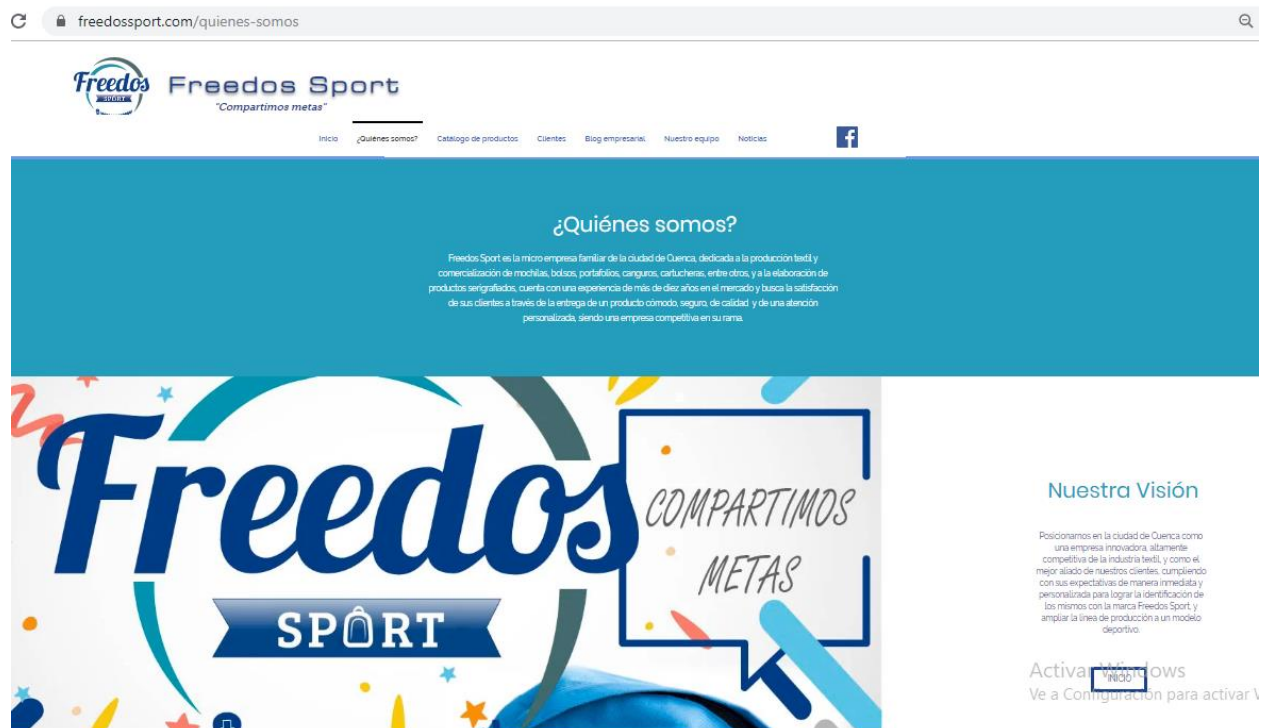 freedossport.com/quienes-somos
Freedos
SPORT
Freedos Sport
"Compartimos metas"
Inicio ¿Quiénes somos? Catálogo de productos Clientes Blog empresarial Nuestro equipo Noticias f
¿Quiénes somos?
Freedos Sport es la micro empresa familiar de la ciudad de Cuenca, dedicada a la producción textil y
comercialización de mochilas, bolsos, portafolios, canguros, cartucheras, entre otros, y a la elaboración de
productos serigrafiados, cuenta con una experiencia de más de diez años en el mercado y busca la satisfacción
de sus clientes a través de la entrega de un producto cómodo, seguro, de calidad y de una atención
personalizada, siendo una empresa competitiva en su rama.
Freedos
SPORT
COMPARTIMOS
METAS
Nuestra Visión
Posicionarnos en la ciudad de Cuenca como
una empresa innovadora, altamente
competitiva de la industria textil, y como el
mejor aliado de nuestros clientes, cumpliendo
con sus expectativas de manera inmediata y
personalizada para lograr la identificación de
los mismos con la marca Freedos Sport, y
ampliar la línea de producción a un modelo
deportivo.
INICIO
Activar Windows
Ve a Configuración para activar